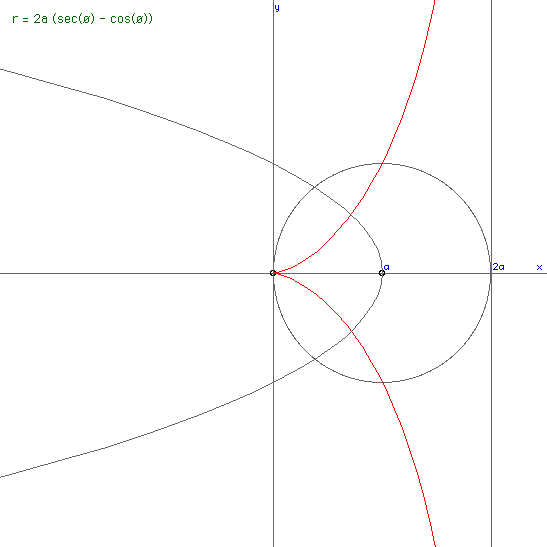 y
r = 2a (sec(ø) - cos(ø))
a
2a
x